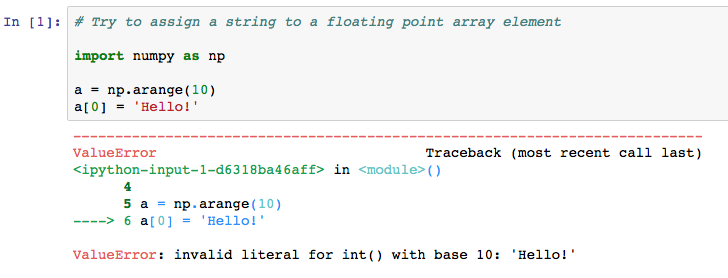 In [1]: # Try to assign a string to a floating point array element
import numpy as np
a = np.arange(10)
a[0] = 'Hello!'
---------------------------------------------------------------------------
ValueError                                Traceback (most recent call last)
<ipython-input-1-d6318ba46aff> in <module>()
      4
      5 a = np.arange(10)
----> 6 a[0] = 'Hello!'
ValueError: invalid literal for int() with base 10: 'Hello!'